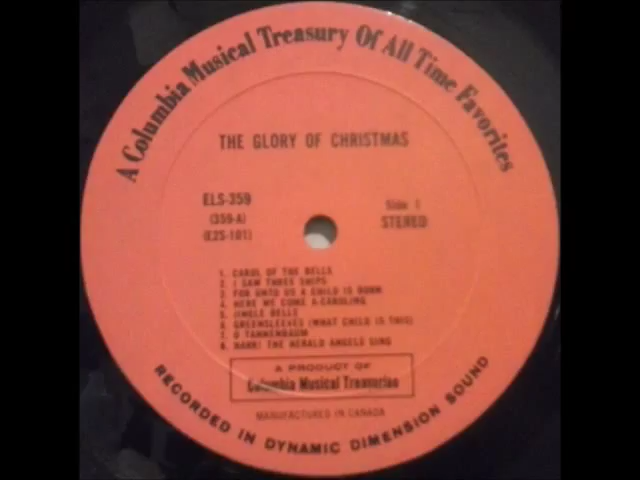 A Columbia Musical Treasury Of All Time Favorites
THE GLORY OF CHRISTMAS
ELS-359
(359-A)
(E2S-101)
Side 1
STEREO
1. CAROL OF THE BELLS
2. I SAW THREE SHIPS
3. FOR UNTO US A CHILD IS BORN
4. HERE WE COME A-CAROLING
5. JINGLE BELLS
6. GREENSLEEVES (WHAT CHILD IS THIS)
7. O TANNENBAUM
8. HARK! THE HERALD ANGELS SING
A PRODUCT OF
Columbia Musical Treasuries
MANUFACTURED IN CANADA
RECORDED IN DYNAMIC DIMENSION SOUND